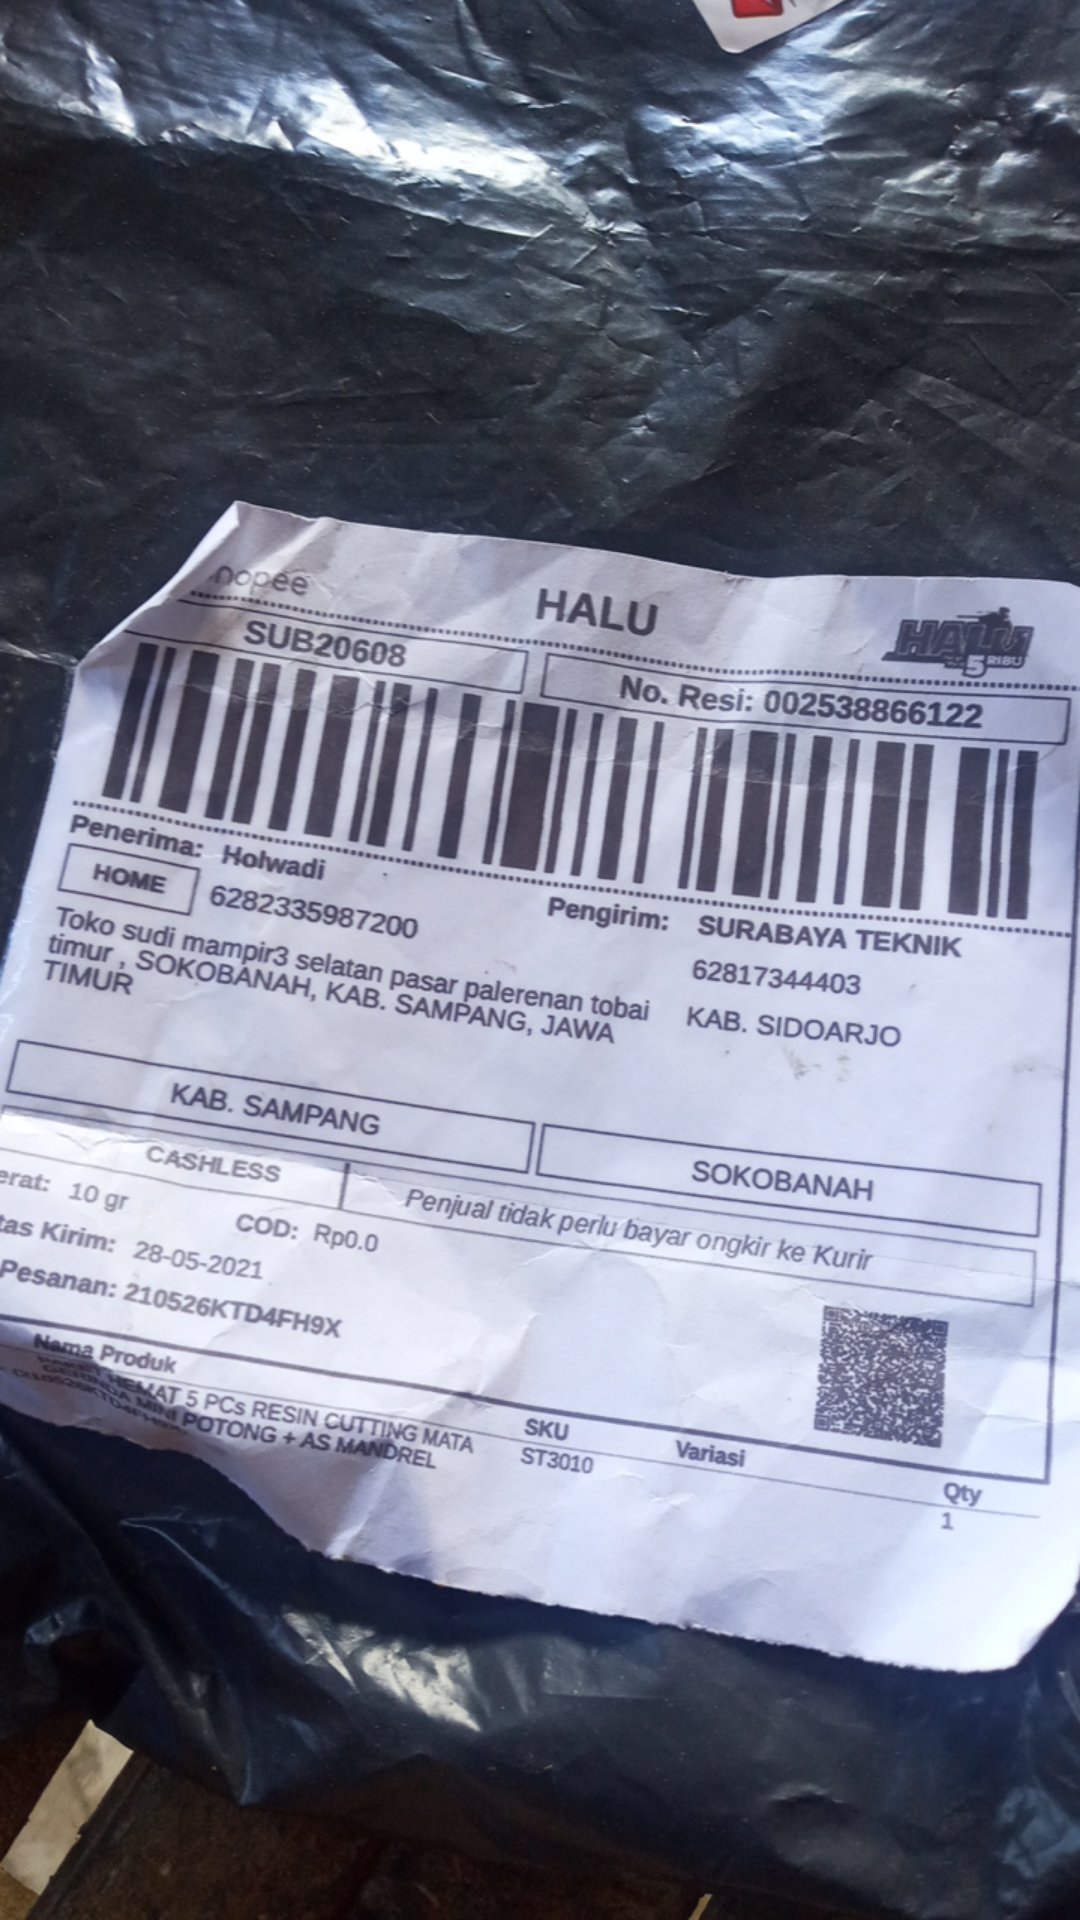 hopee
HALU
HALU
5 RIBU
SUB20608
No. Resi: 002538866122
Penerima: Holwadi
HOME
6282335987200
Toko sudi mampir3 selatan pasar palerenan tobai
timur , SOKOBANAH, KAB. SAMPANG, JAWA
TIMUR
Pengirim: SURABAYA TEKNIK
62817344403
KAB. SIDOARJO
KAB. SAMPANG
SOKOBANAH
CASHLESS
Penjual tidak perlu bayar ongkir ke Kurir
erat: 10 gr
COD: Rp0.0
tas Kirim: 28-05-2021
Pesanan: 210526KTD4FH9X
Nama Produk
SKU
Variasi
Qty
HEMAT 5 PCs RESIN CUTTING MATA
GERINDA MINI POTONG + AS MANDREL
ST3010
1